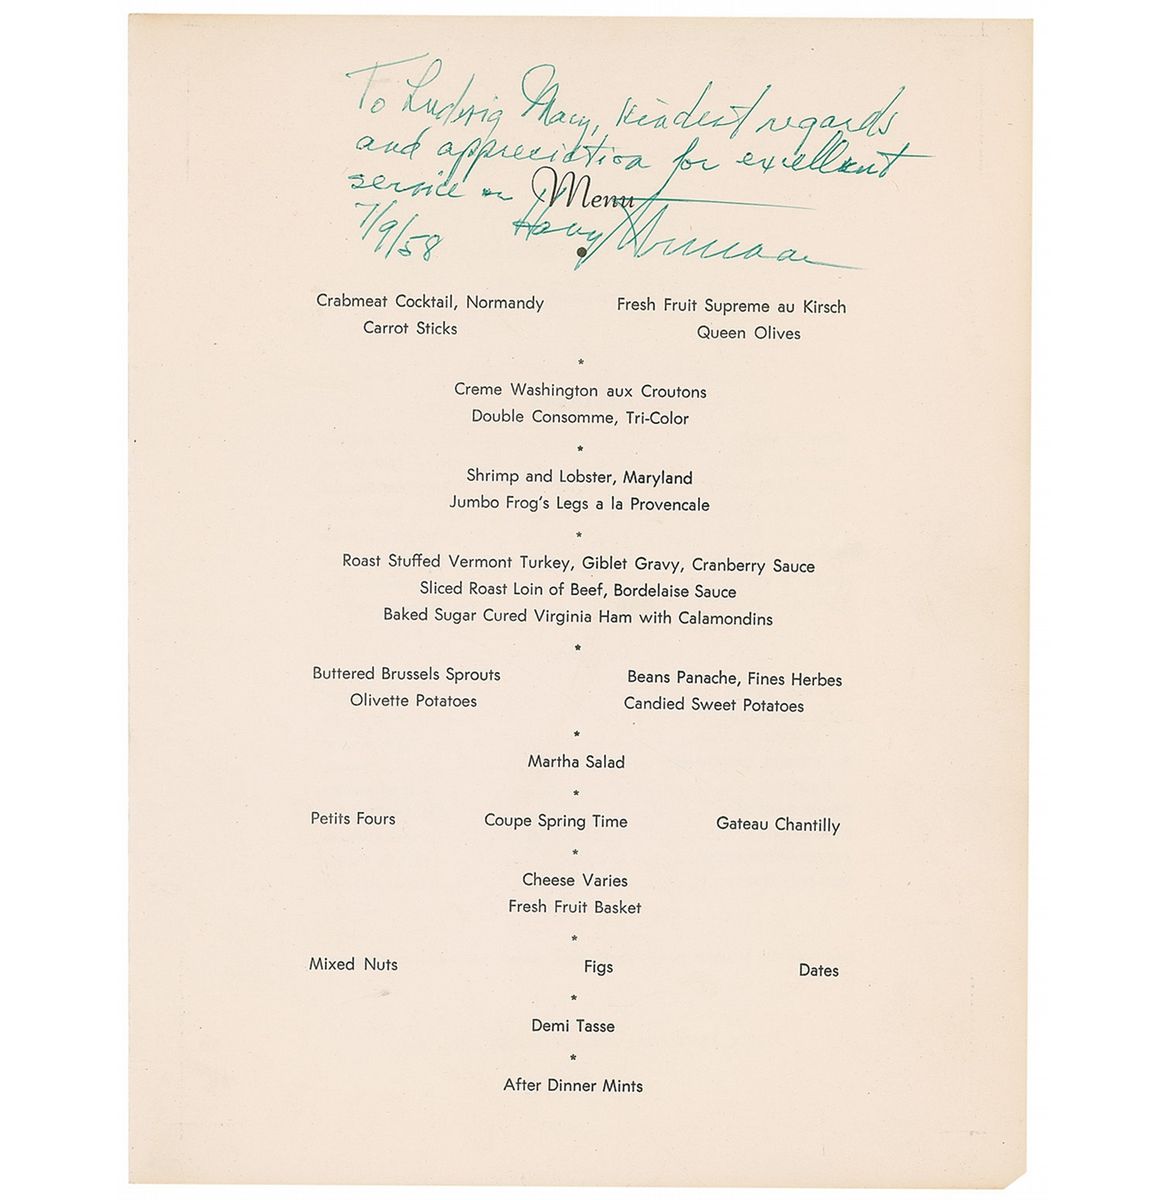 To Ludwig Macy, kindest regards
and appreciation for excellent
service on
Menu
7/9/58 Harry Truman
Crabmeat Cocktail, Normandy Fresh Fruit Supreme au Kirsch
Carrot Sticks Queen Olives
*
Creme Washington aux Croutons
Double Consomme, Tri-Color
*
Shrimp and Lobster, Maryland
Jumbo Frog's Legs a la Provencale
*
Roast Stuffed Vermont Turkey, Giblet Gravy, Cranberry Sauce
Sliced Roast Loin of Beef, Bordelaise Sauce
Baked Sugar Cured Virginia Ham with Calamondins
*
Buttered Brussels Sprouts Beans Panache, Fines Herbes
Olivette Potatoes Candied Sweet Potatoes
*
Martha Salad
*
Petits Fours Coupe Spring Time Gateau Chantilly
*
Cheese Varies
Fresh Fruit Basket
*
Mixed Nuts Figs Dates
*
Demi Tasse
*
After Dinner Mints